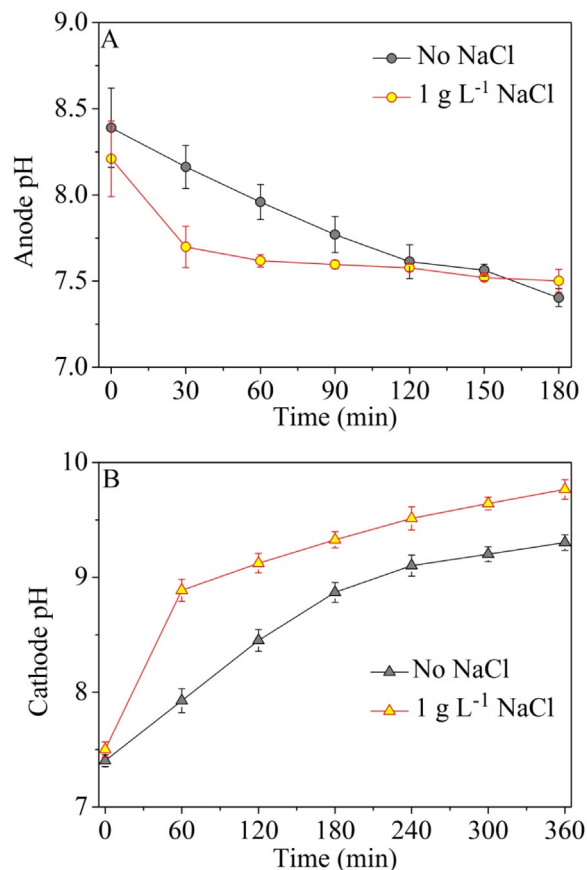 9.0
A
No NaCl
1 g L⁻¹ NaCl
8.5
8.0
7.5
7.0
Anode pH
0 30 60 90 120 150 180
Time (min)
10
B
9
8
7
Cathode pH
No NaCl
1 g L⁻¹ NaCl
0 60 120 180 240 300 360
Time (min)